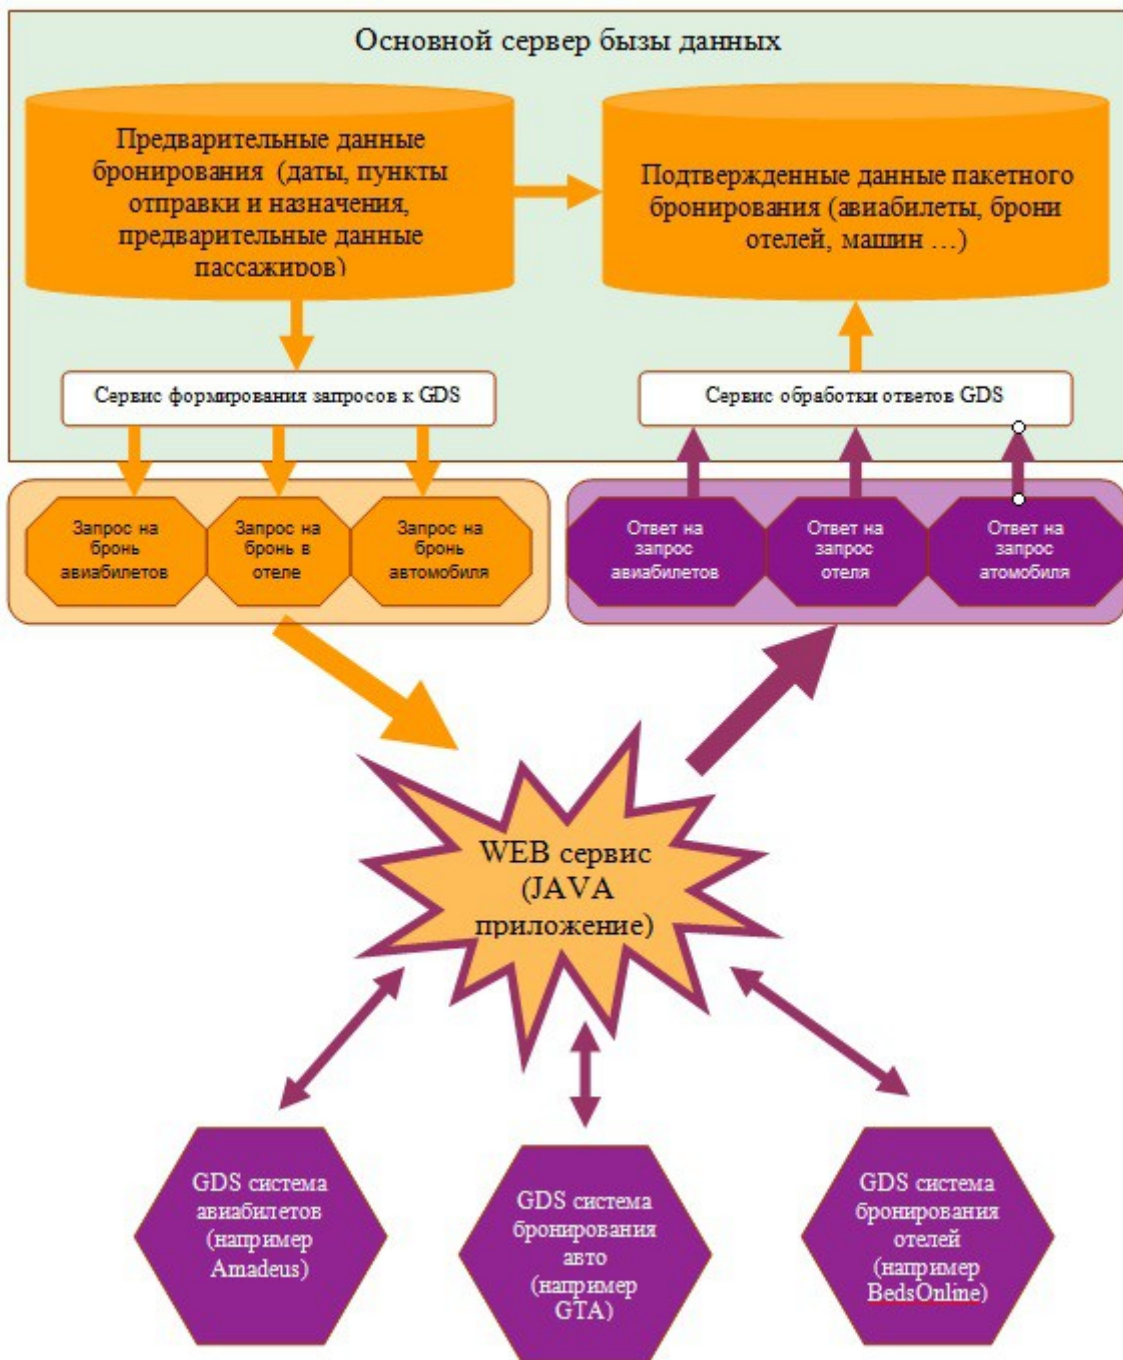 Основной сервер бызы данных
Предварительные данные
бронирования (даты, пункты
отправки и назначения,
предварительные данные
пассажиров)
Подтвержденные данные пакетного
бронирования (авиабилеты, брони
отелей, машин ...)
Сервис формирования запросов к GDS
Сервис обработки ответов GDS
Запрос на
бронь
авиабилетов
Запрос на
бронь в
отеле
Запрос на
бронь
автомобиля
Ответ на
запрос
авиабилетов
Ответ на
запрос
отеля
Ответ на
запрос
атомобиля
WEB сервис
(JAVA
приложение)
GDS система
авиабилетов
(например
Amadeus)
GDS система
бронирования
авто
(например
GTA)
GDS система
бронирования
отелей
(например
BedsOnline)